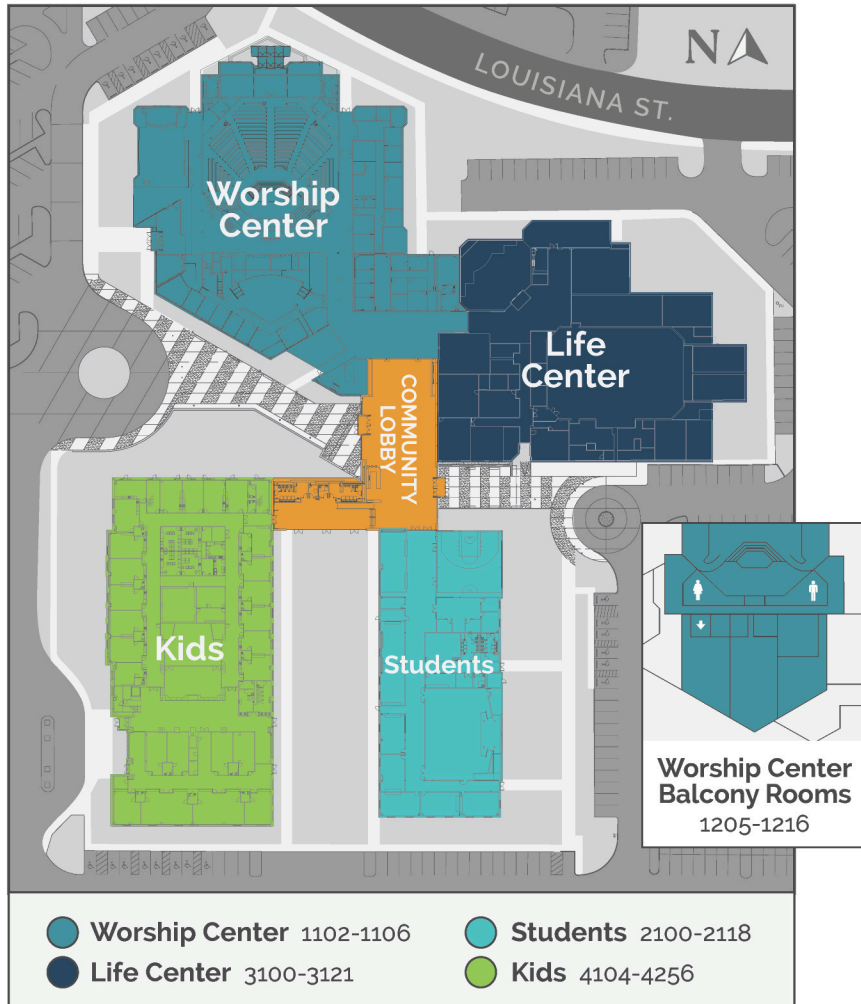 N
LOUISIANA ST.
Worship
Center
Life
Center
COMMUNITY
LOBBY
Kids
Students
Worship Center
Balcony Rooms
1205-1216
Worship Center 1102-1106
Life Center 3100-3121
Students 2100-2118
Kids 4104-4256